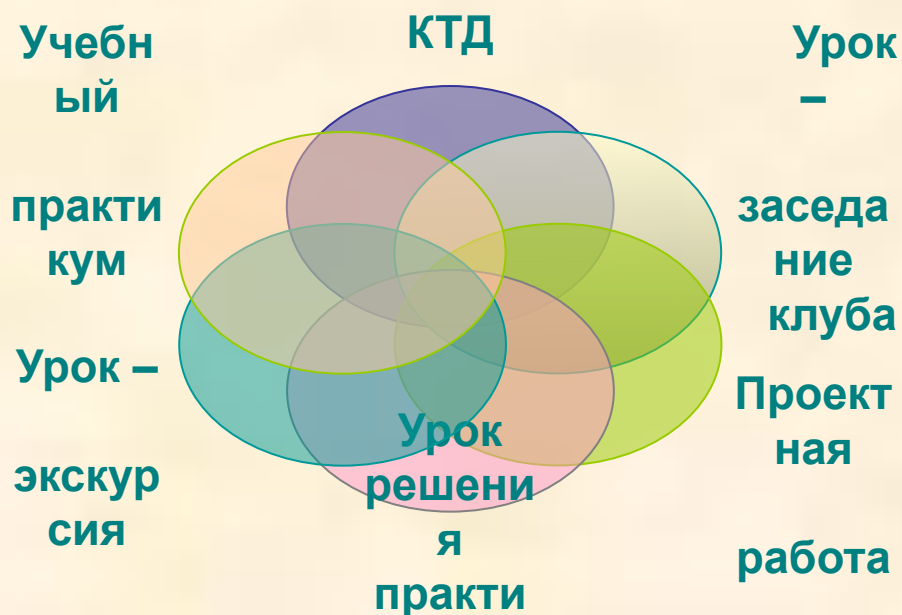 КТД
Учебн
ый
практи
кум
Урок –
экскур
сия
Урок
–
заседа
ние
клуба
Проект
ная
работа
Урок
решени
я
практи